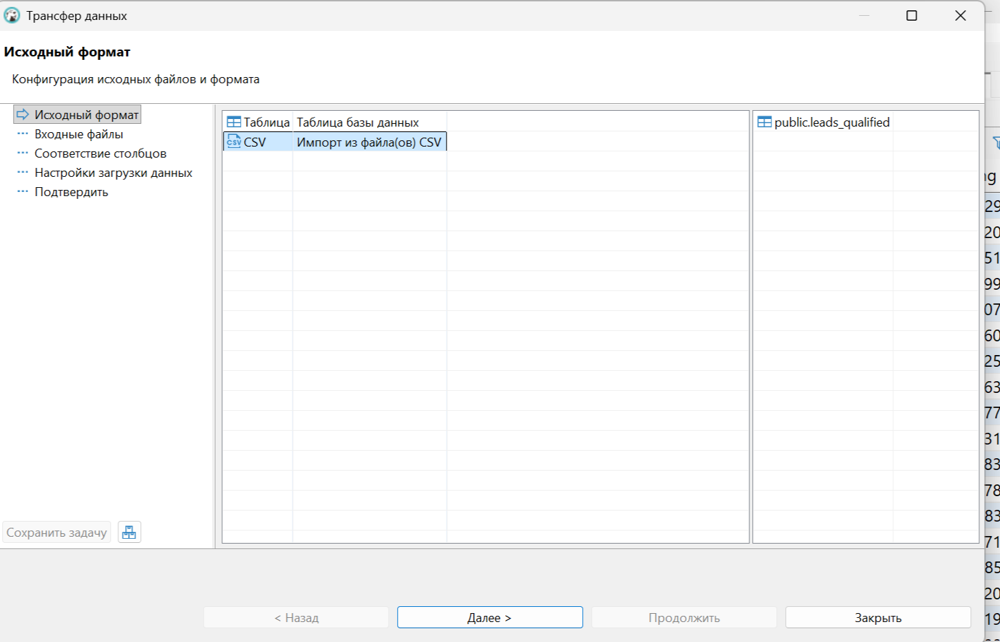 Трансфер данных
Исходный формат
Конфигурация исходных файлов и формата
Исходный формат
Входные файлы
Соответствие столбцов
Настройки загрузки данных
Подтвердить
Таблица Таблица базы данных
CSV Импорт из файла(ов) CSV
public.leads_qualified
29
20
51
99
07
60
25
63
77
31
83
78
83
71
85
20
19
Сохранить задачу
< Назад
Далее >
Продолжить
Закрыть